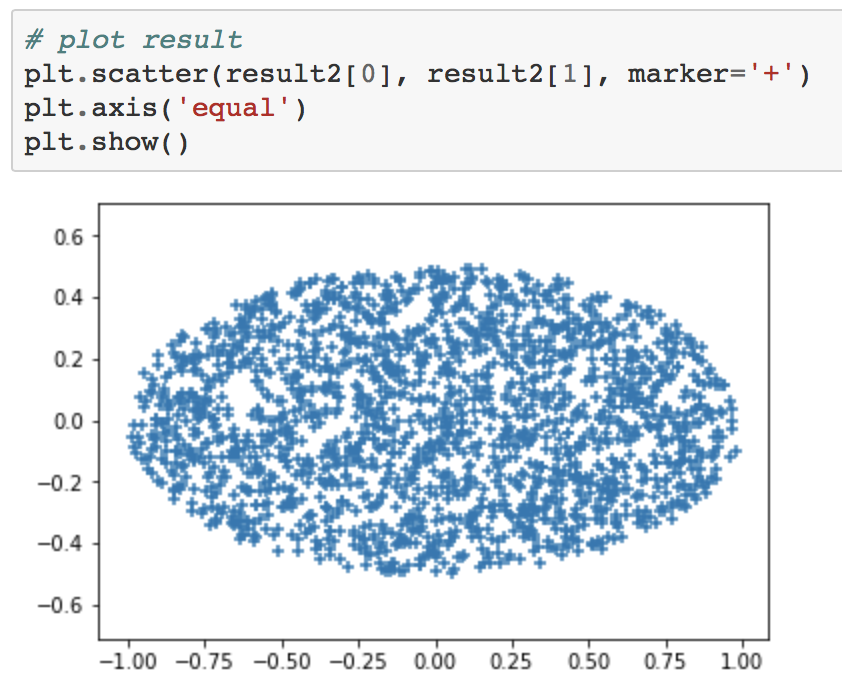 # plot result
plt.scatter(result2[0], result2[1], marker='+')
plt.axis('equal')
plt.show()
0.6
0.4
0.2
0.0
−0.2
−0.4
−0.6
−1.00 −0.75 −0.50 −0.25 0.00 0.25 0.50 0.75 1.00